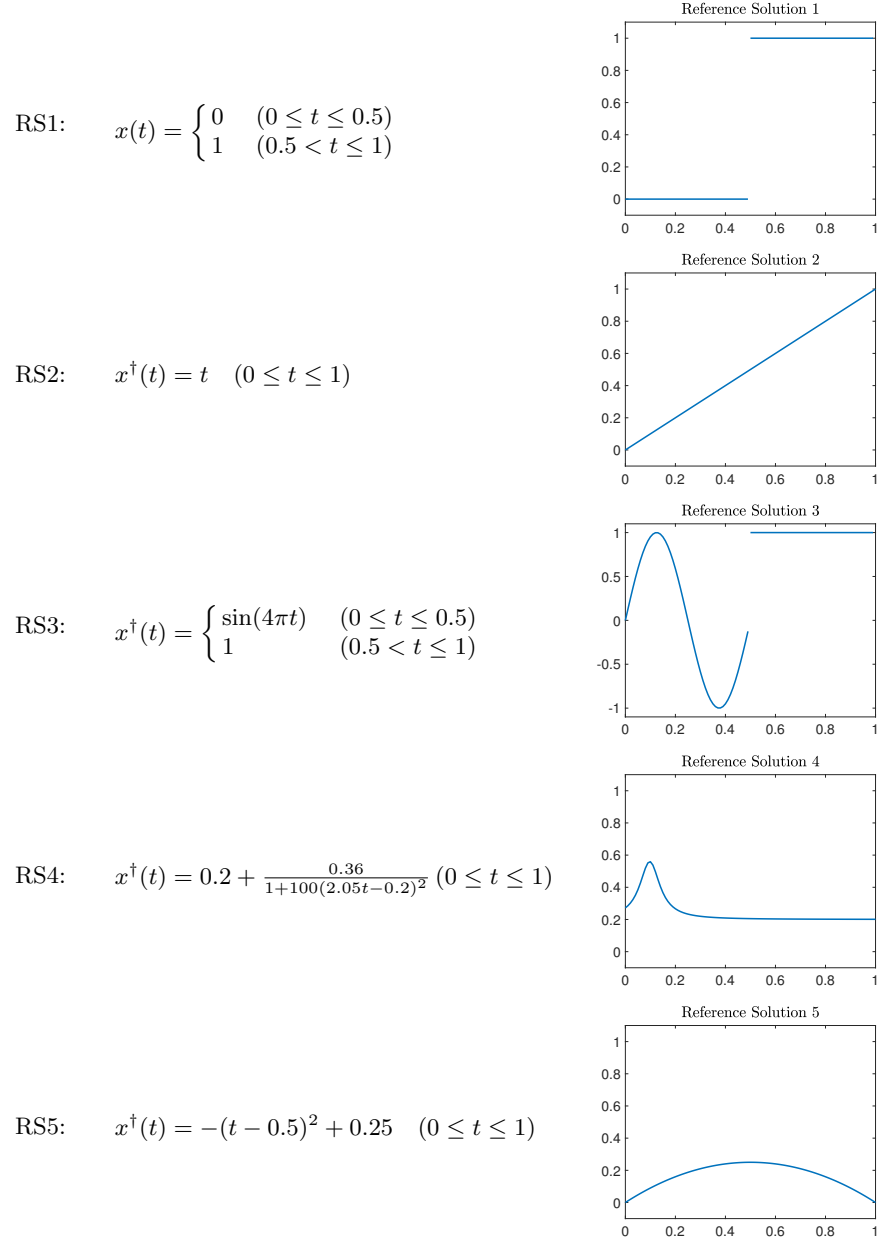 Reference Solution 1
RS1: x(t) = { 0 (0 ≤ t ≤ 0.5)
1 (0.5 < t ≤ 1)
1
0.8
0.6
0.4
0.2
0
0 0.2 0.4 0.6 0.8 1
Reference Solution 2
RS2: x†(t) = t (0 ≤ t ≤ 1)
1
0.8
0.6
0.4
0.2
0
0 0.2 0.4 0.6 0.8 1
Reference Solution 3
RS3: x†(t) = { sin(4πt) (0 ≤ t ≤ 0.5)
1 (0.5 < t ≤ 1)
1
0.5
0
-0.5
-1
0 0.2 0.4 0.6 0.8 1
Reference Solution 4
RS4: x†(t) = 0.2 + 0.36/(1+100(2.05t−0.2)²) (0 ≤ t ≤ 1)
1
0.8
0.6
0.4
0.2
0
0 0.2 0.4 0.6 0.8 1
Reference Solution 5
RS5: x†(t) = −(t − 0.5)² + 0.25 (0 ≤ t ≤ 1)
1
0.8
0.6
0.4
0.2
0
0 0.2 0.4 0.6 0.8 1